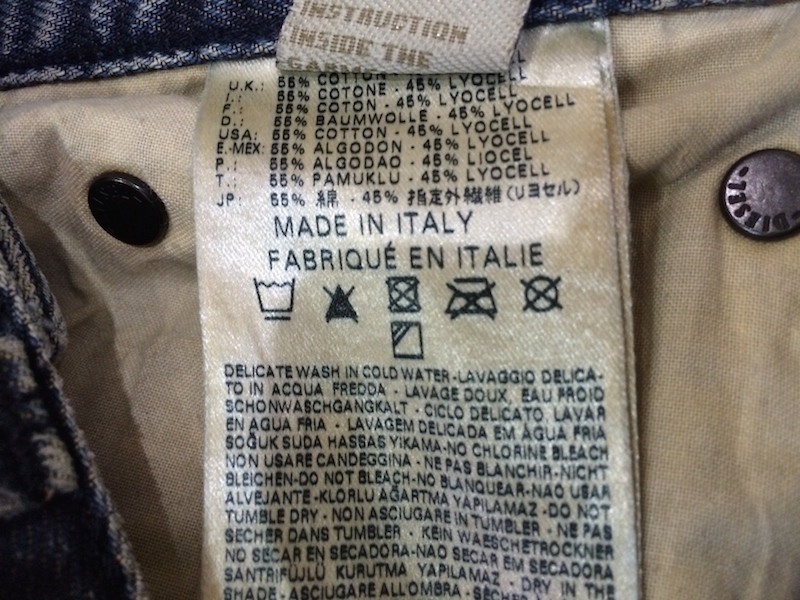 INSTRUCTION
INSIDE THE
U.K.: 55% COTTON - 45% LYOCELL
I.: 55% COTONE - 45% LYOCELL
F.: 55% COTON - 45% LYOCELL
D.: 55% BAUMWOLLE - 45% LYOCELL
USA: 55% COTTON - 45% LYOCELL
E-MEX: 55% ALGODON - 45% LYOCELL
P.: 55% ALGODAO - 45% LIOCEL
T.: 55% PAMUKLU - 45% LYOCELL
JP: 55% 綿 - 45% 指定外繊維(リヨセル)
MADE IN ITALY
FABRIQUÉ EN ITALIE
DELICATE WASH IN COLD WATER-LAVAGGIO DELICA-
TO IN ACQUA FREDDA - LAVAGE DOUX, EAU FROID
SCHONWASCHGANGKALT - CICLO DELICATO, LAVAR
EN AGUA FRIA - LAVAGEM DELICADA EM AGUA FRIA
SOĞUK SUDA HASSAS YIKAMA-NO CHLORINE BLEACH
NON USARE CANDEGGINA - NE PAS BLANCHIR-NICHT
BLEICHEN-DO NOT BLEACH-NO BLANQUEAR-NAO USAR
ALVEJANTE-KLORLU AĞARTMA YAPILAMAZ - DO NOT
TUMBLE DRY - NON ASCIUGARE IN TUMBLER - NE PAS
SECHER DANS TUMBLER - KEIN WAESCHETROCKNER
NO SECAR EN SECADORA-NAO SECAR EM SECADORA
SANTRIFÜJLÜ KURUTMA YAPILAMAZ - DRY IN THE
SHADE - ASCIUGARE ALL'OMBRA - SÉCHER
DIESEL